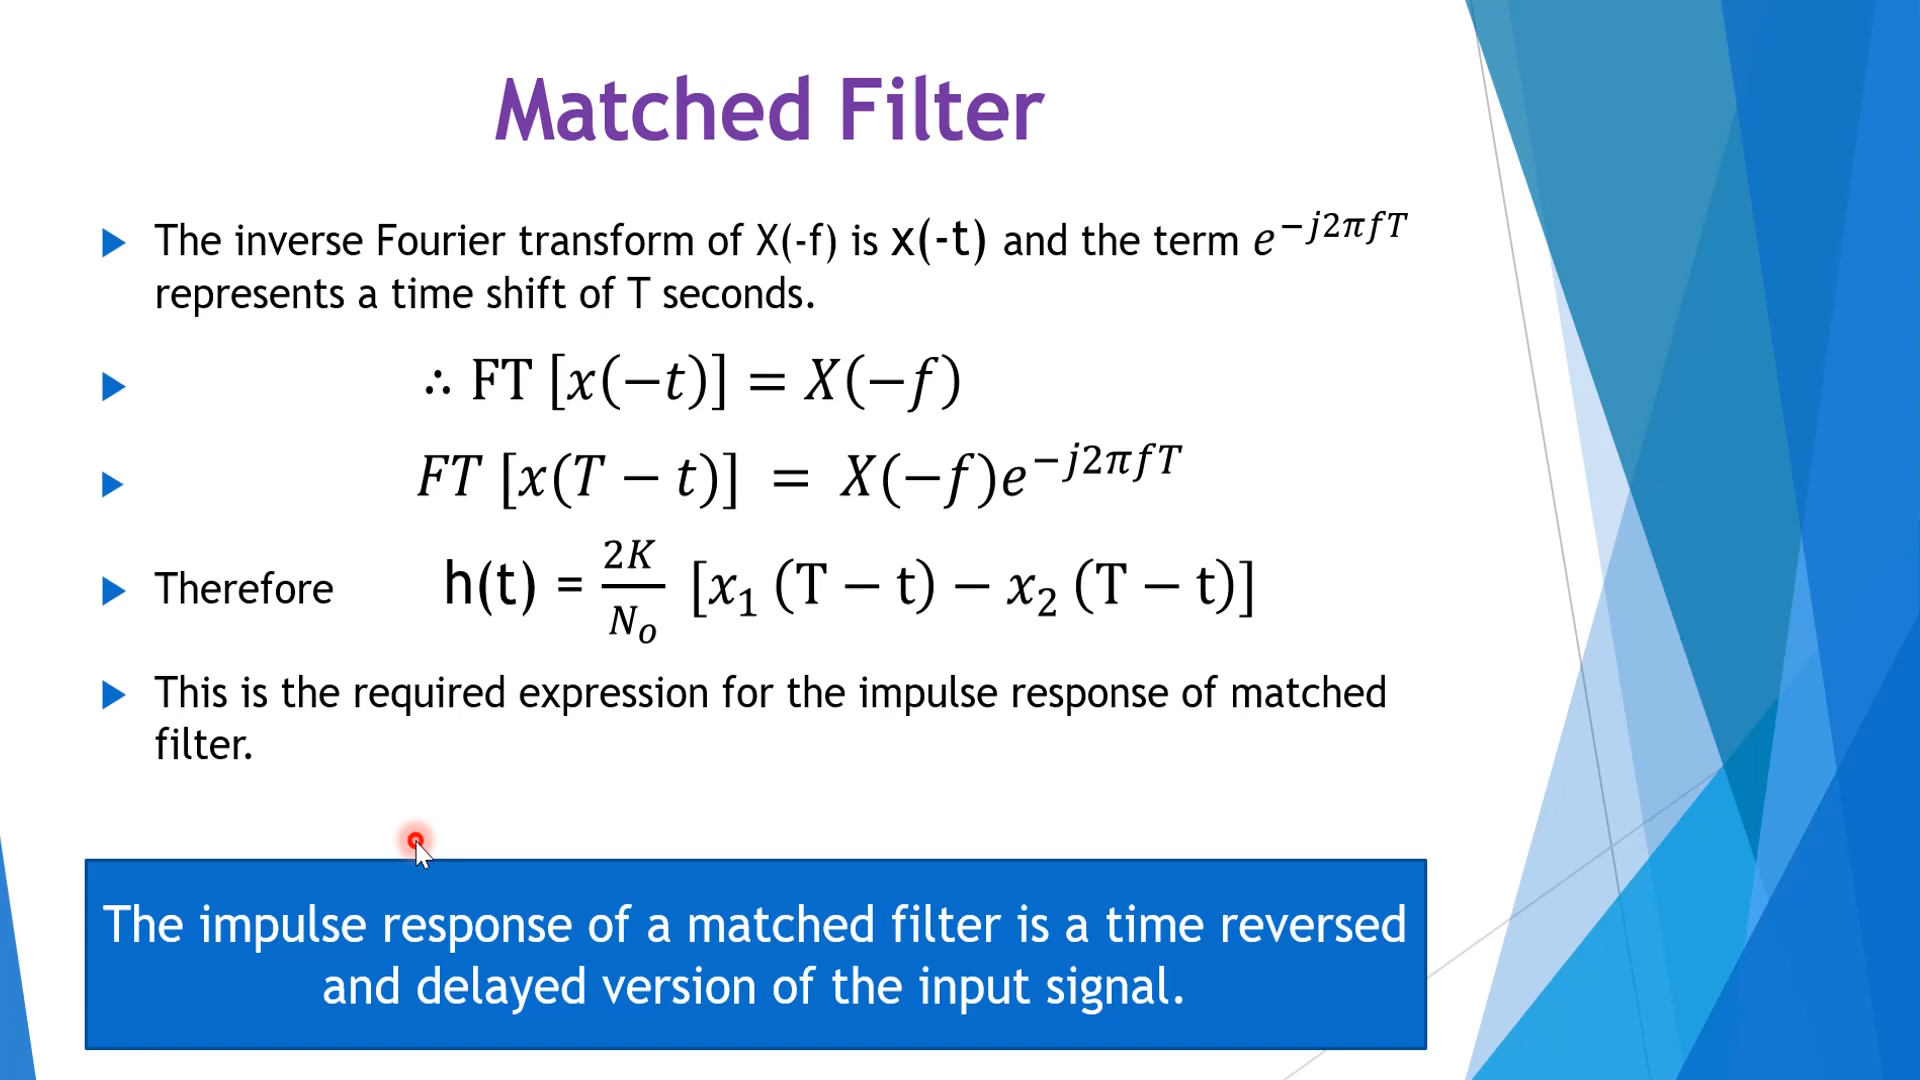 Matched Filter
The inverse Fourier transform of X(-f) is x(-t) and the term e^{−j2πfT}
represents a time shift of T seconds.
∴ FT [x(−t)] = X(−f)
FT [x(T − t)] = X(−f)e^{−j2πfT}
Therefore h(t) = \frac{2K}{N_o} [x_1 (T − t) − x_2 (T − t)]
This is the required expression for the impulse response of matched
filter.
The impulse response of a matched filter is a time reversed
and delayed version of the input signal.